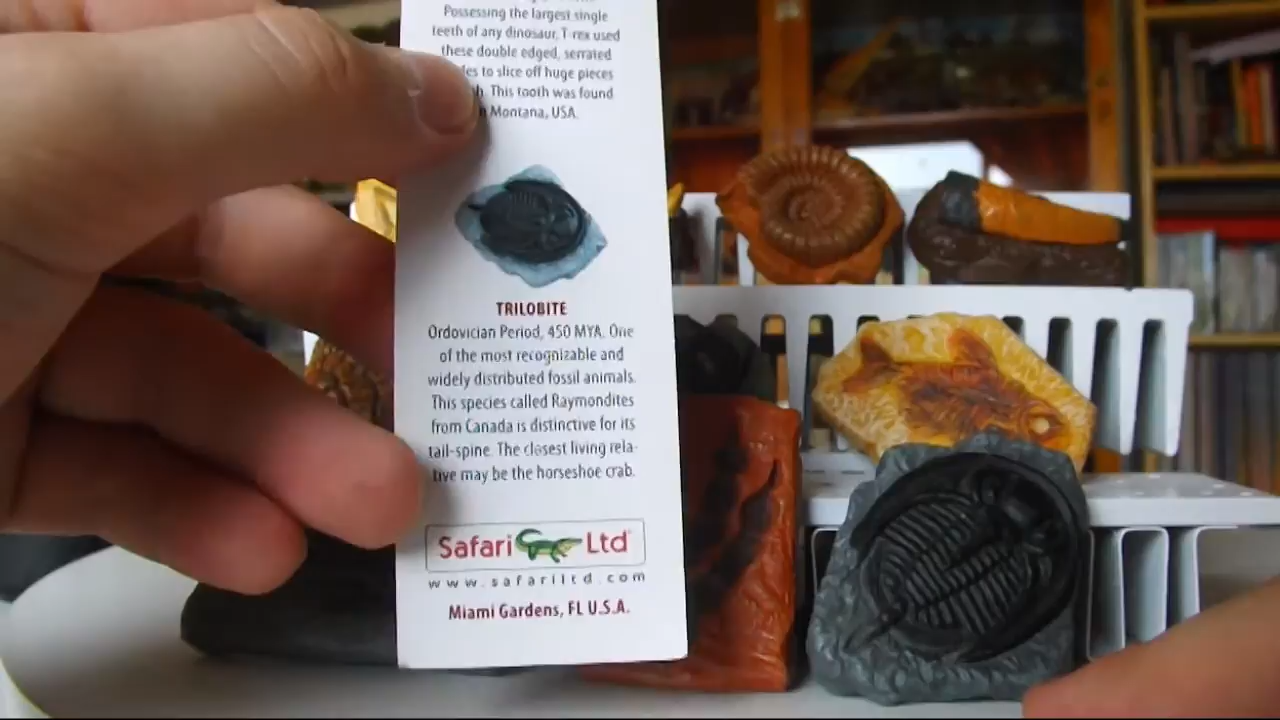 Possessing the largest single
teeth of any dinosaur, T-rex used
these double edged, serrated
to slice off huge pieces
This tooth was found
Montana, USA.
TRILOBITE
Ordovician Period, 450 MYA. One
of the most recognizable and
widely distributed fossil animals.
This species called Raymondites
from Canada is distinctive for its
tail-spine. The closest living rela-
tive may be the horseshoe crab.
Safari Ltd
www.safariltd.com
Miami Gardens, FL U.S.A.